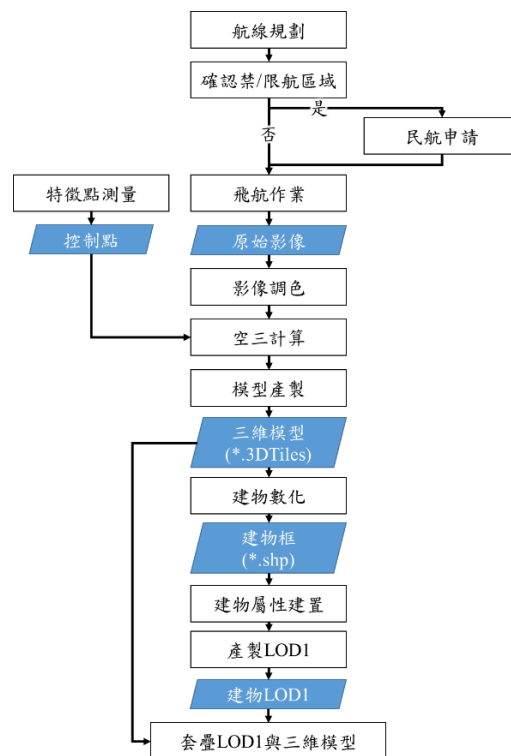 航線規劃
確認禁/限航區域
是
否
民航申請
特徵點測量
飛航作業
控制點
原始影像
影像調色
空三計算
模型產製
三維模型
(*.3DTiles)
建物數化
建物框
(*.shp)
建物屬性建置
產製LOD1
建物LOD1
套疊LOD1與三維模型